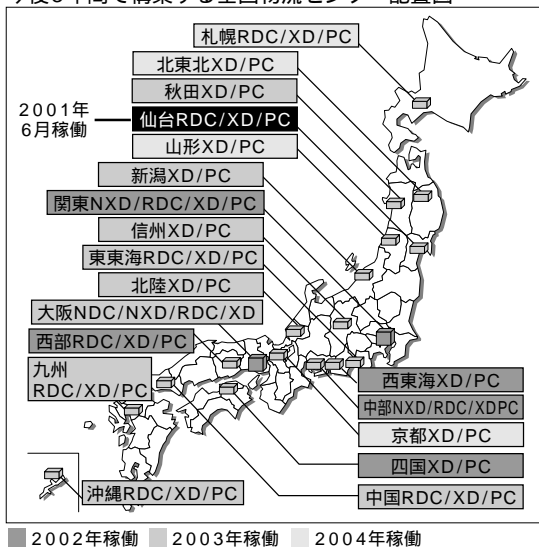 札幌RDC/XD/PC
北東北XD/PC
秋田XD/PC
2001年
6月稼働
仙台RDC/XD/PC
山形XD/PC
新潟XD/PC
関東NXD/RDC/XD/PC
信州XD/PC
東東海RDC/XD/PC
北陸XD/PC
大阪NDC/NXD/RDC/XD
西部RDC/XD/PC
九州
RDC/XD/PC
西東海XD/PC
中部NXD/RDC/XDPC
京都XD/PC
四国XD/PC
中国RDC/XD/PC
沖縄RDC/XD/PC
2002年稼働 2003年稼働 2004年稼働